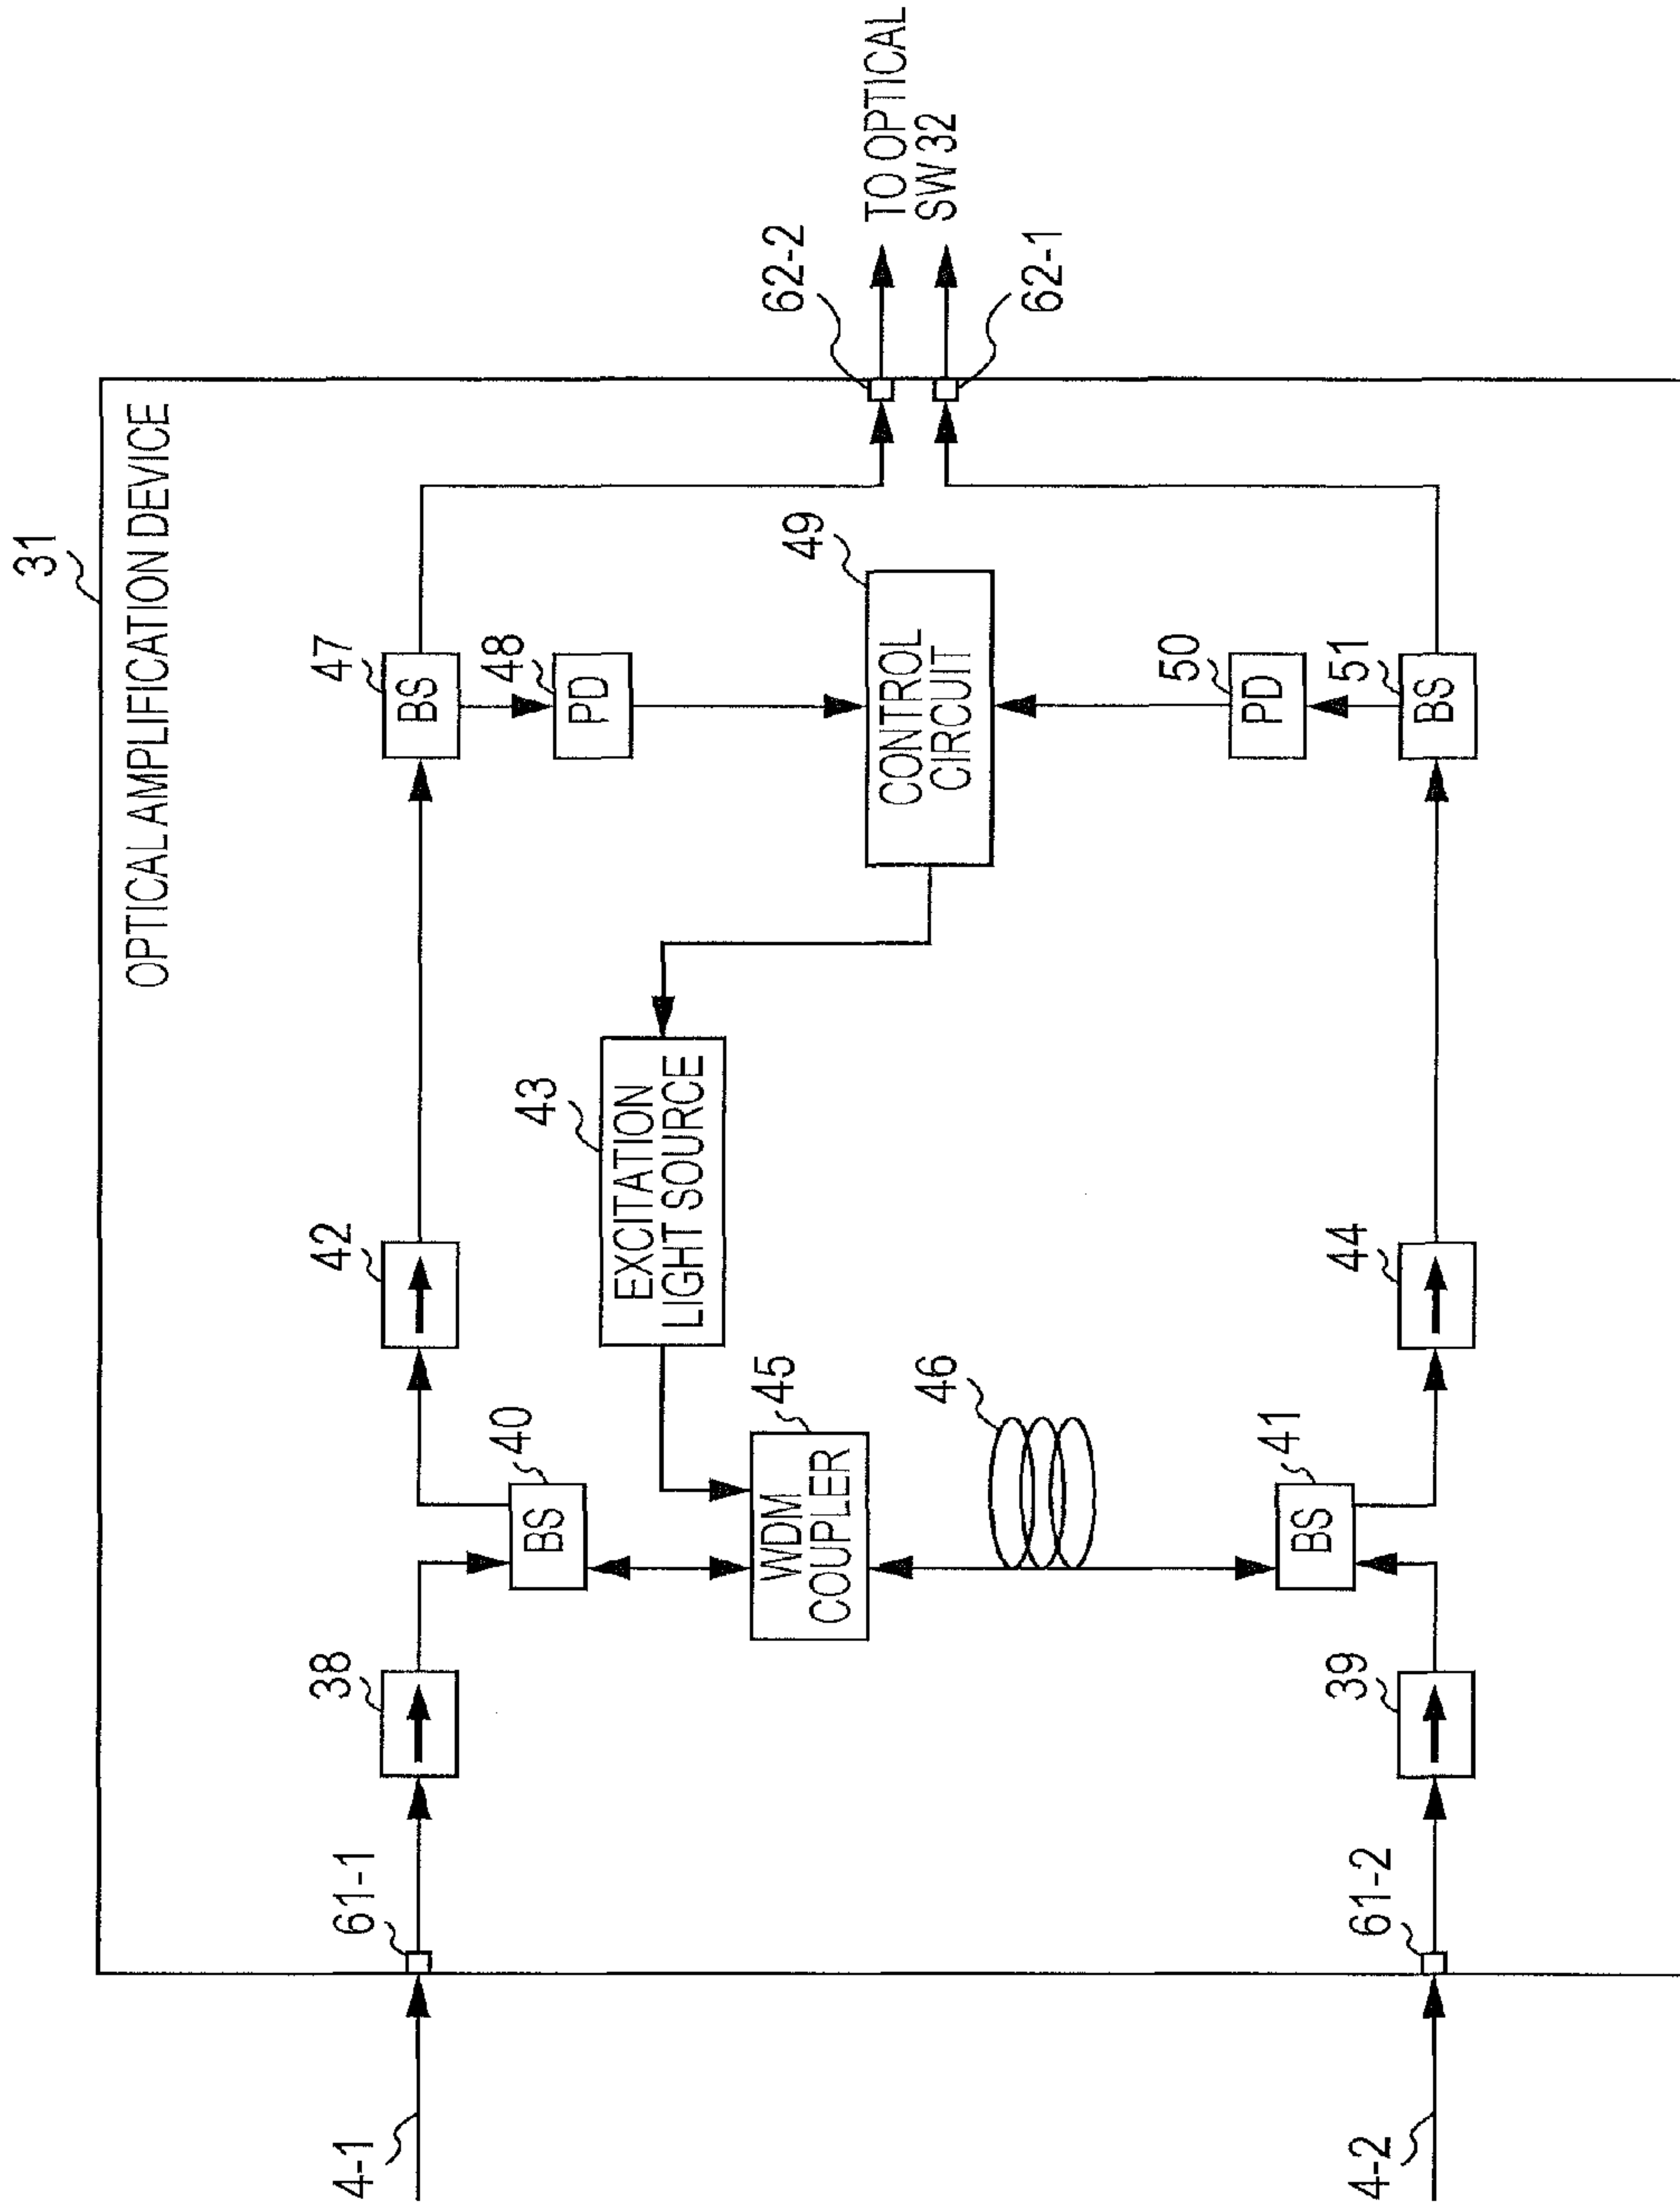 31
OPTICAL AMPLIFICATION DEVICE
4-1
61-1
38
40
BS
42
47
BS
48
PD
62-2
TO OPTICAL
SW 32
62-1
43
EXCITATION
LIGHT SOURCE
45
WDM
COUPLER
49
CONTROL
CIRCUIT
46
50
PD
4-2
61-2
39
41
BS
44
51
BS